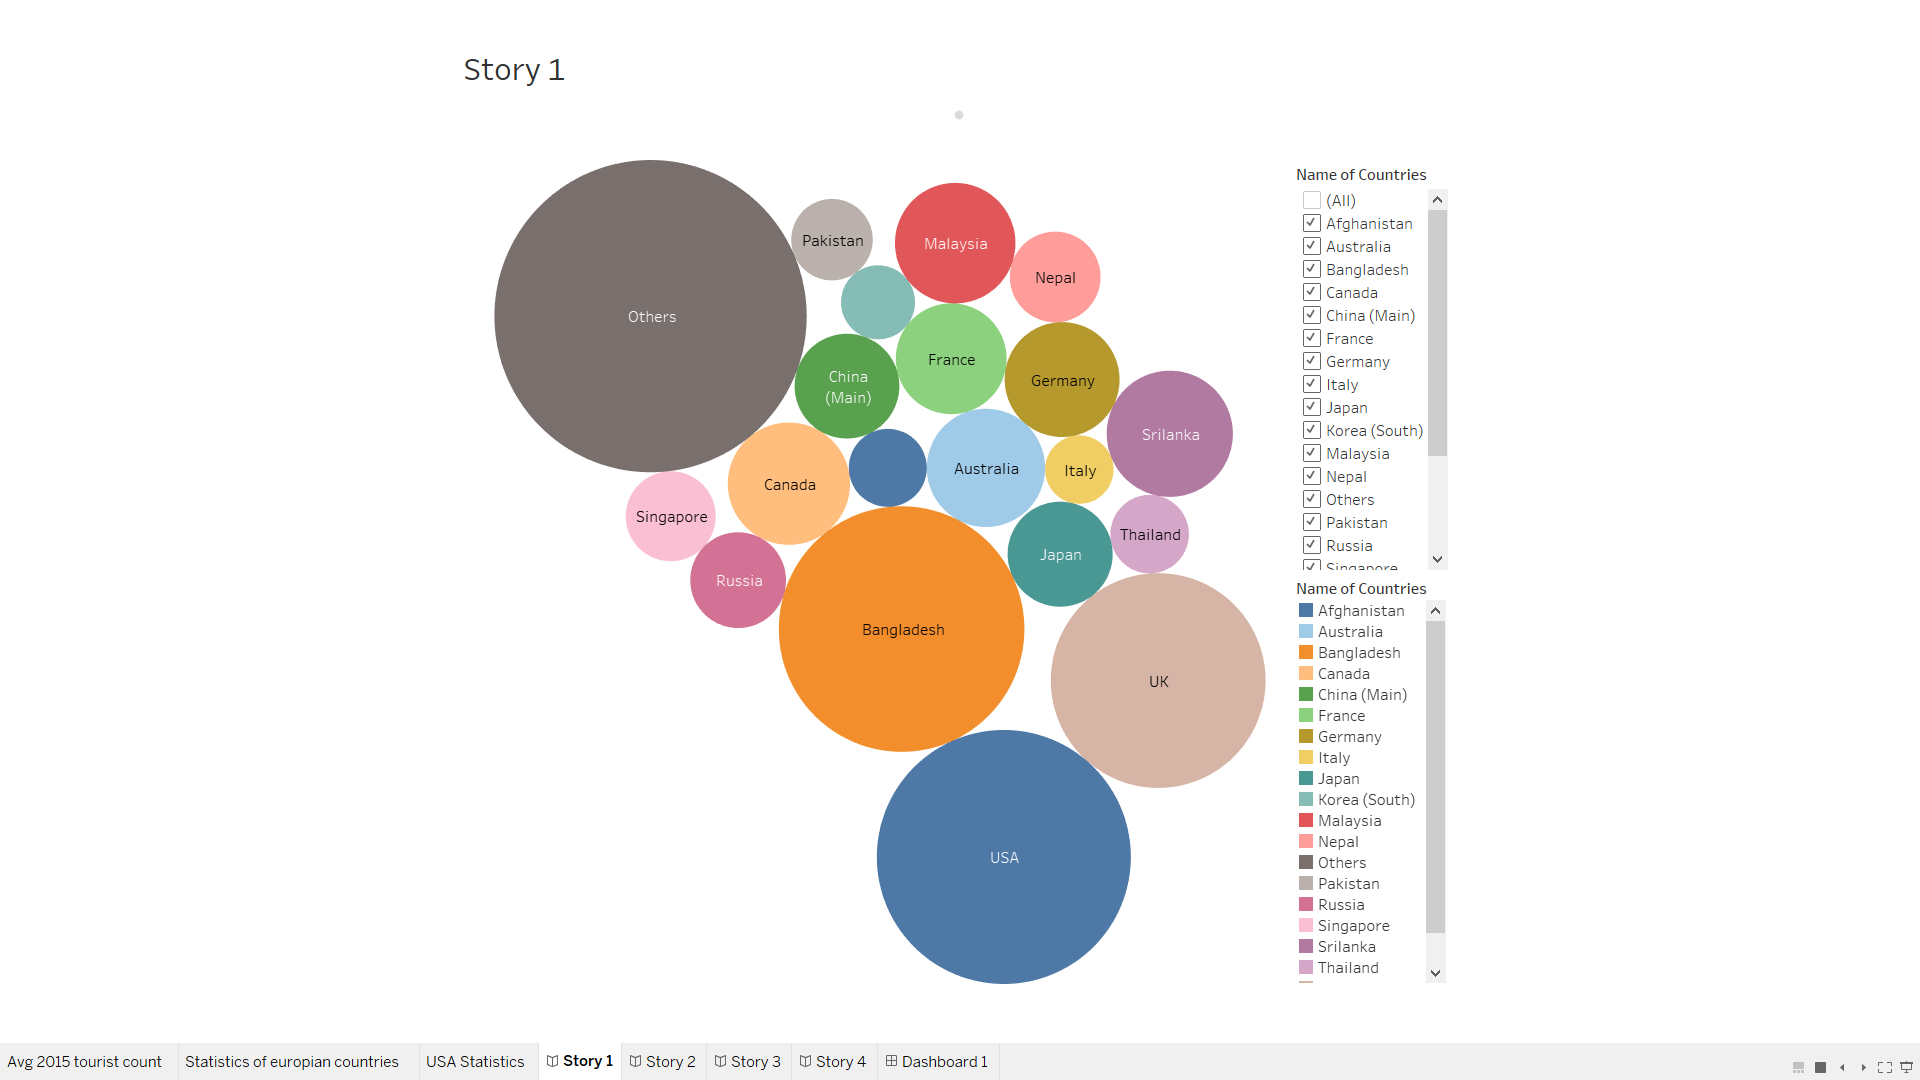 Story 1
Others
Pakistan
Malaysia
Nepal
France
China
(Main)
Germany
Srilanka
Canada
Australia
Italy
Singapore
Thailand
Japan
Russia
Bangladesh
UK
USA
Name of Countries
(All)
Afghanistan
Australia
Bangladesh
Canada
China (Main)
France
Germany
Italy
Japan
Korea (South)
Malaysia
Nepal
Others
Pakistan
Russia
Singapore
Name of Countries
Afghanistan
Australia
Bangladesh
Canada
China (Main)
France
Germany
Italy
Japan
Korea (South)
Malaysia
Nepal
Others
Pakistan
Russia
Singapore
Srilanka
Thailand
Avg 2015 tourist count
Statistics of europian countries
USA Statistics
Story 1
Story 2
Story 3
Story 4
Dashboard 1